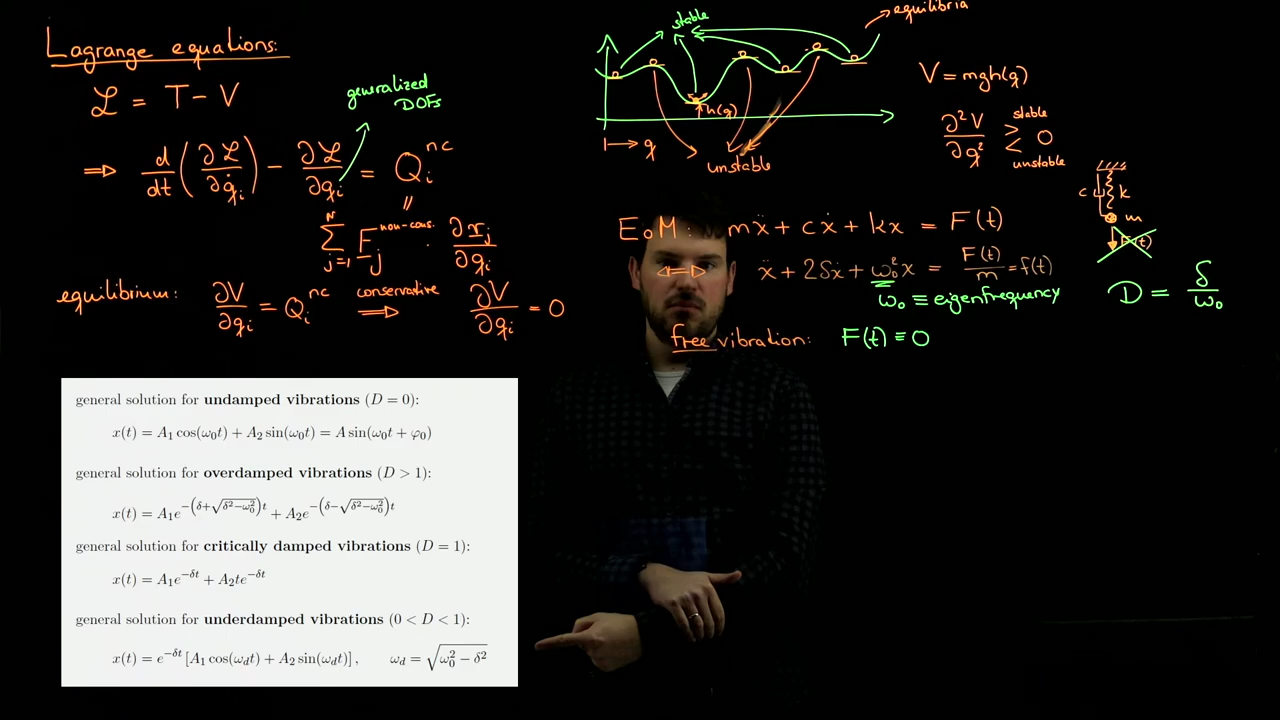 Lagrange equations:
ℒ = T − V
generalized
DOFs
⟹ d/dt (∂ℒ/∂q̇ᵢ) − ∂ℒ/∂qᵢ = Qᵢⁿᶜ
=
∑_{j=1}^{N} F_j^{non-cons.} · ∂r_j/∂qᵢ
equilibrium: ∂V/∂qᵢ = Qᵢⁿᶜ conservative ⟹ ∂V/∂qᵢ = 0
stable
equilibria
h(q)
q
unstable
V = mgh(q)
∂²V/∂q² ≷ 0
stable
unstable
c k
m
F(t)
EoM: mẍ + cẋ + kx = F(t)
⟺ ẍ + 2δẋ + ω₀²x = F(t)/m = f(t)
ω₀ ≡ eigenfrequency
D = δ/ω₀
free vibration: F(t) ≡ 0
general solution for undamped vibrations (D = 0):
x(t) = A₁ cos(ω₀t) + A₂ sin(ω₀t) = A sin(ω₀t + φ₀)
general solution for overdamped vibrations (D > 1):
x(t) = A₁e^{−(δ+√(δ²−ω₀²))t} + A₂e^{−(δ−√(δ²−ω₀²))t}
general solution for critically damped vibrations (D = 1):
x(t) = A₁e^{−δt} + A₂te^{−δt}
general solution for underdamped vibrations (0 < D < 1):
x(t) = e^{−δt} [A₁ cos(ω_d t) + A₂ sin(ω_d t)] , ω_d = √(ω₀² − δ²)